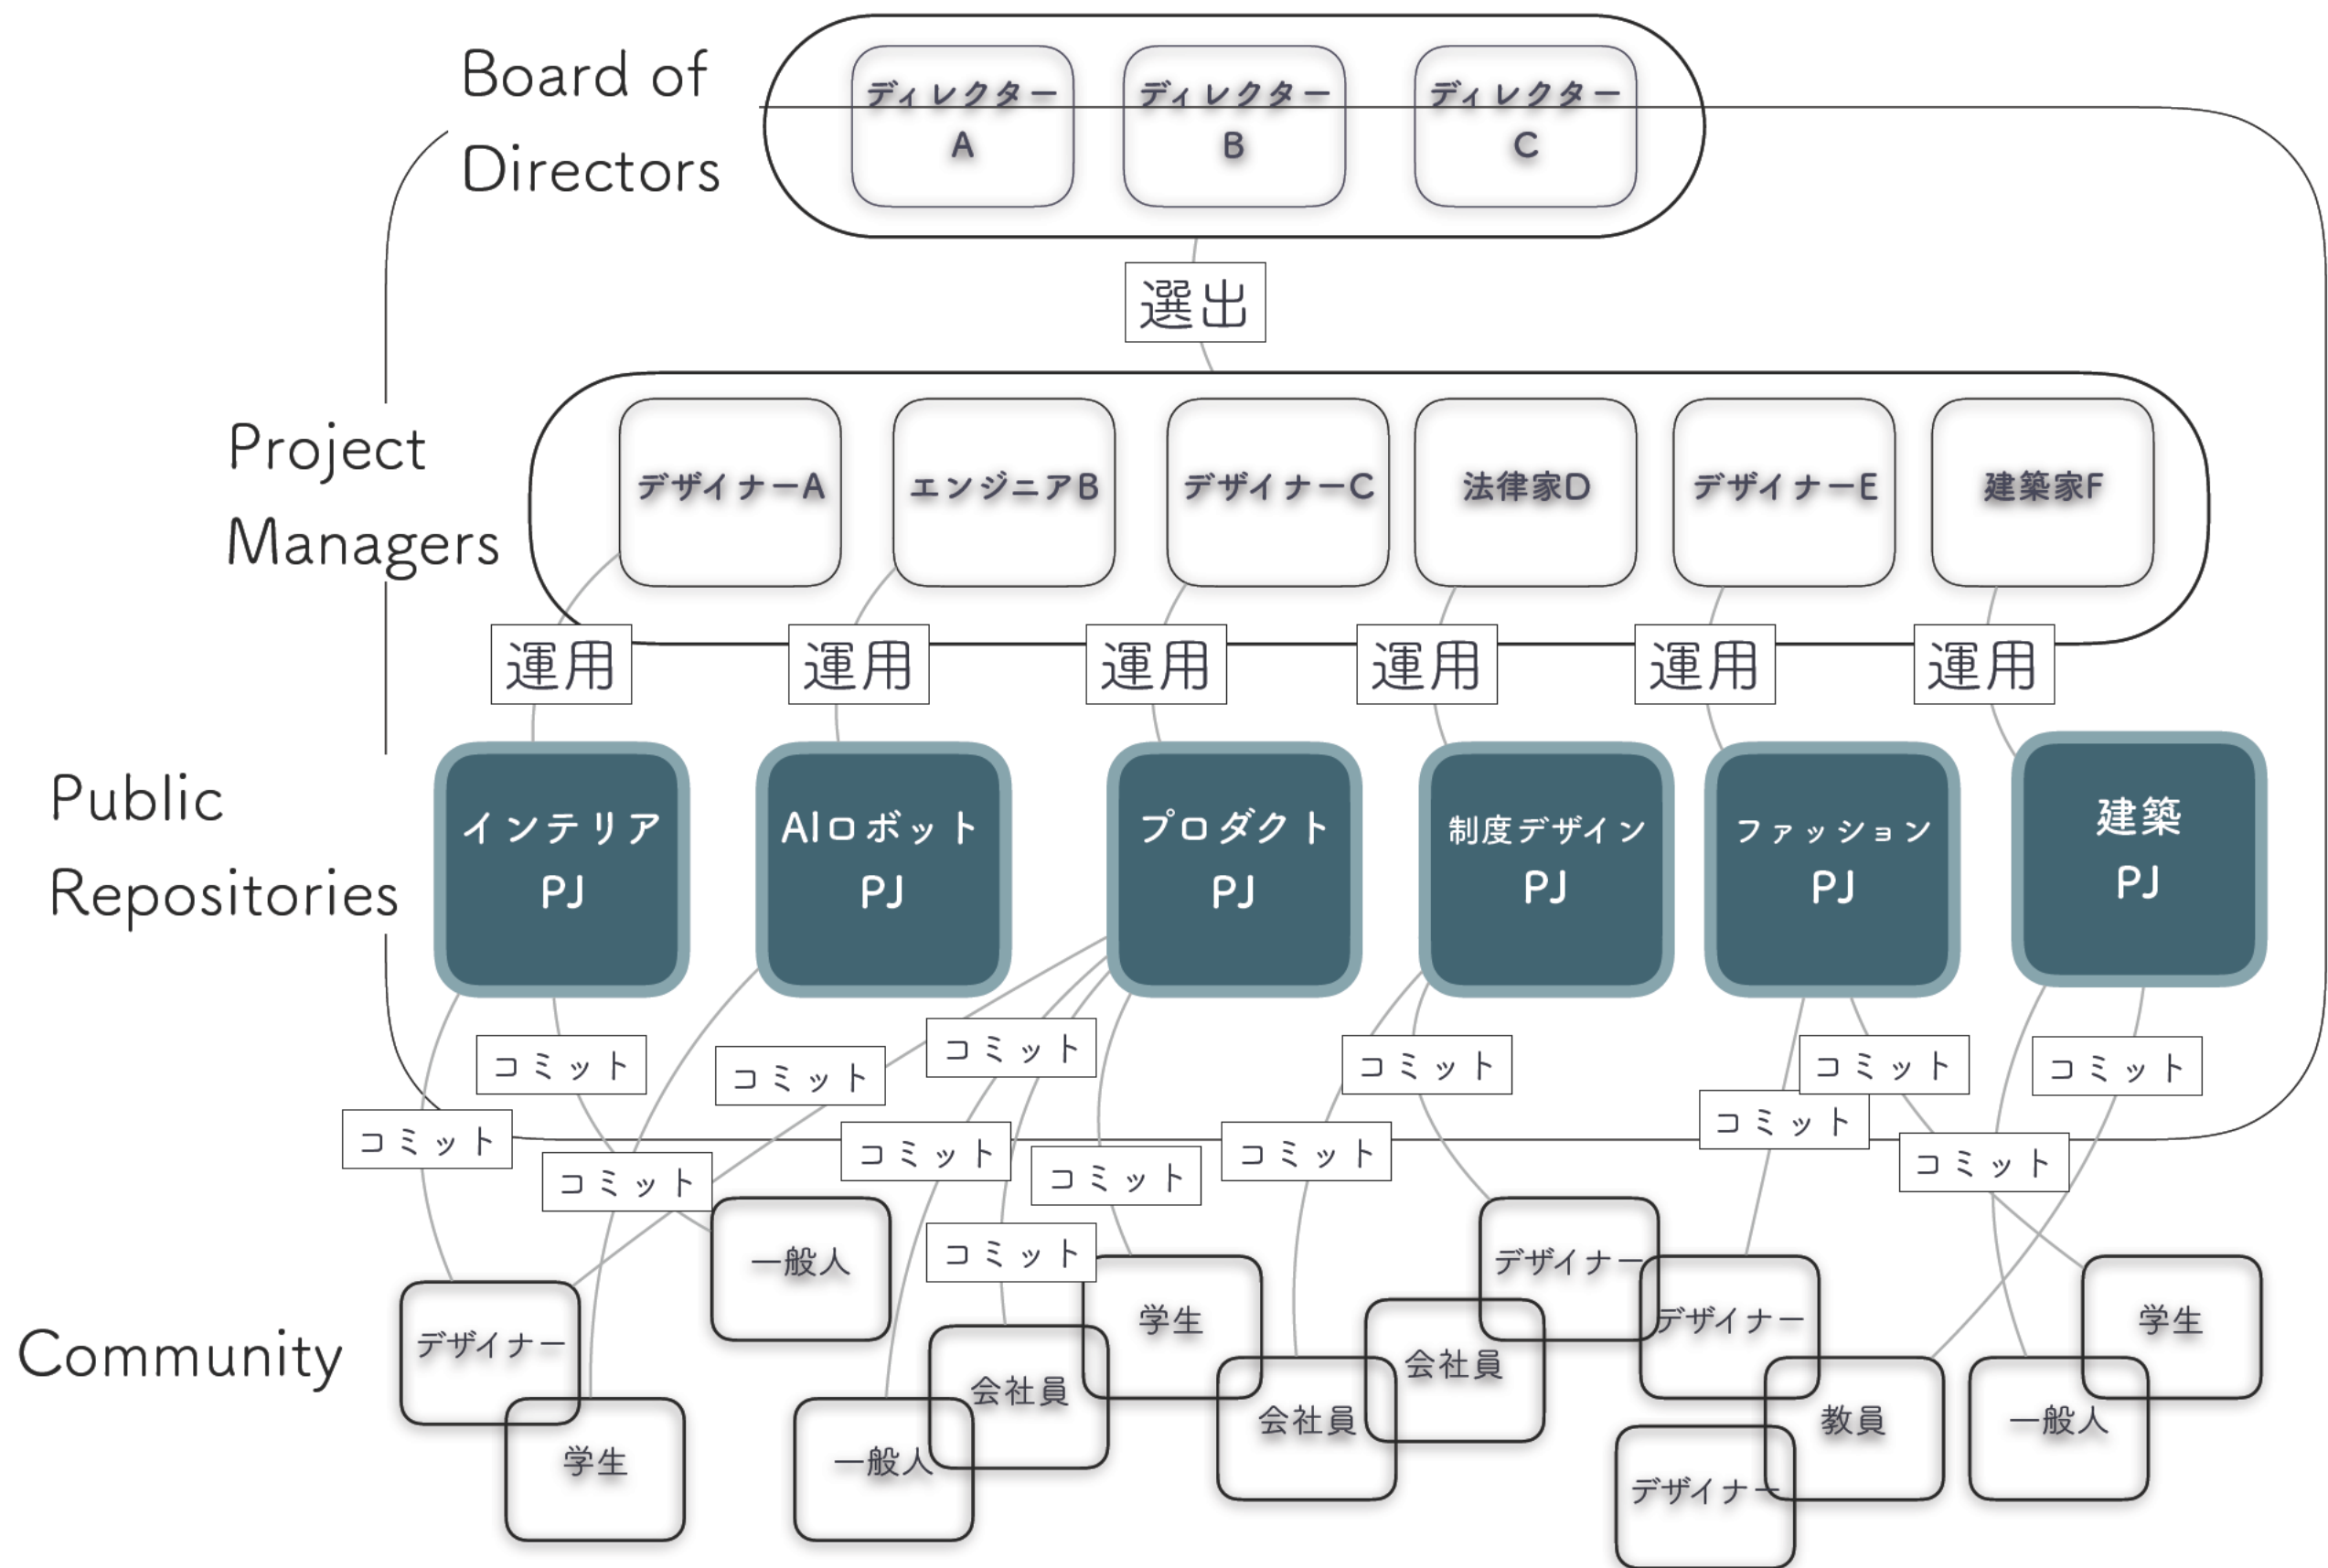 Board of
Directors
ディレクター
A
ディレクター
B
ディレクター
C
選出
Project
Managers
デザイナーA
エンジニアB
デザイナーC
法律家D
デザイナーE
建築家F
運用
運用
運用
運用
運用
運用
Public
Repositories
インテリア
PJ
AIロボット
PJ
プロダクト
PJ
制度デザイン
PJ
ファッション
PJ
建築
PJ
コミット
コミット
コミット
コミット
コミット
コミット
コミット
コミット
コミット
コミット
コミット
コミット
コミット
コミット
Community
デザイナー
学生
一般人
一般人
会社員
学生
会社員
会社員
デザイナー
デザイナー
デザイナー
教員
一般人
学生